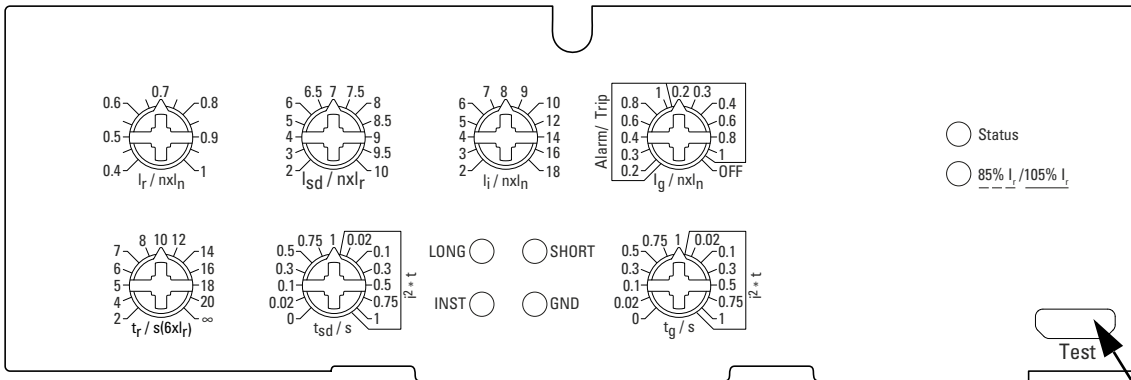 0.4 0.5 0.6 0.7 0.8 0.9 1
Ir / nxIn
2 3 4 5 6 6.5 7 7.5 8 8.5 9 9.5 10
Isd / nxIr
2 3 4 5 6 7 8 9 10 12 14 16 18
Ii / nxIn
Alarm/ Trip
0.2 0.3 0.4 0.6 0.8 1 0.2 0.3 0.4 0.6 0.8 1 OFF
Ig / nxIn
Status
85% Ir /105% Ir
2 4 5 6 7 8 10 12 14 16 18 20 ∞
tr / s(6xIr)
0 0.02 0.1 0.3 0.5 0.75 1 0.02 0.1 0.3 0.5 0.75 1
i² * t
tsd / s
LONG SHORT
INST GND
0 0.02 0.1 0.3 0.5 0.75 1 0.02 0.1 0.3 0.5 0.75 1
i² * t
tg / s
Test